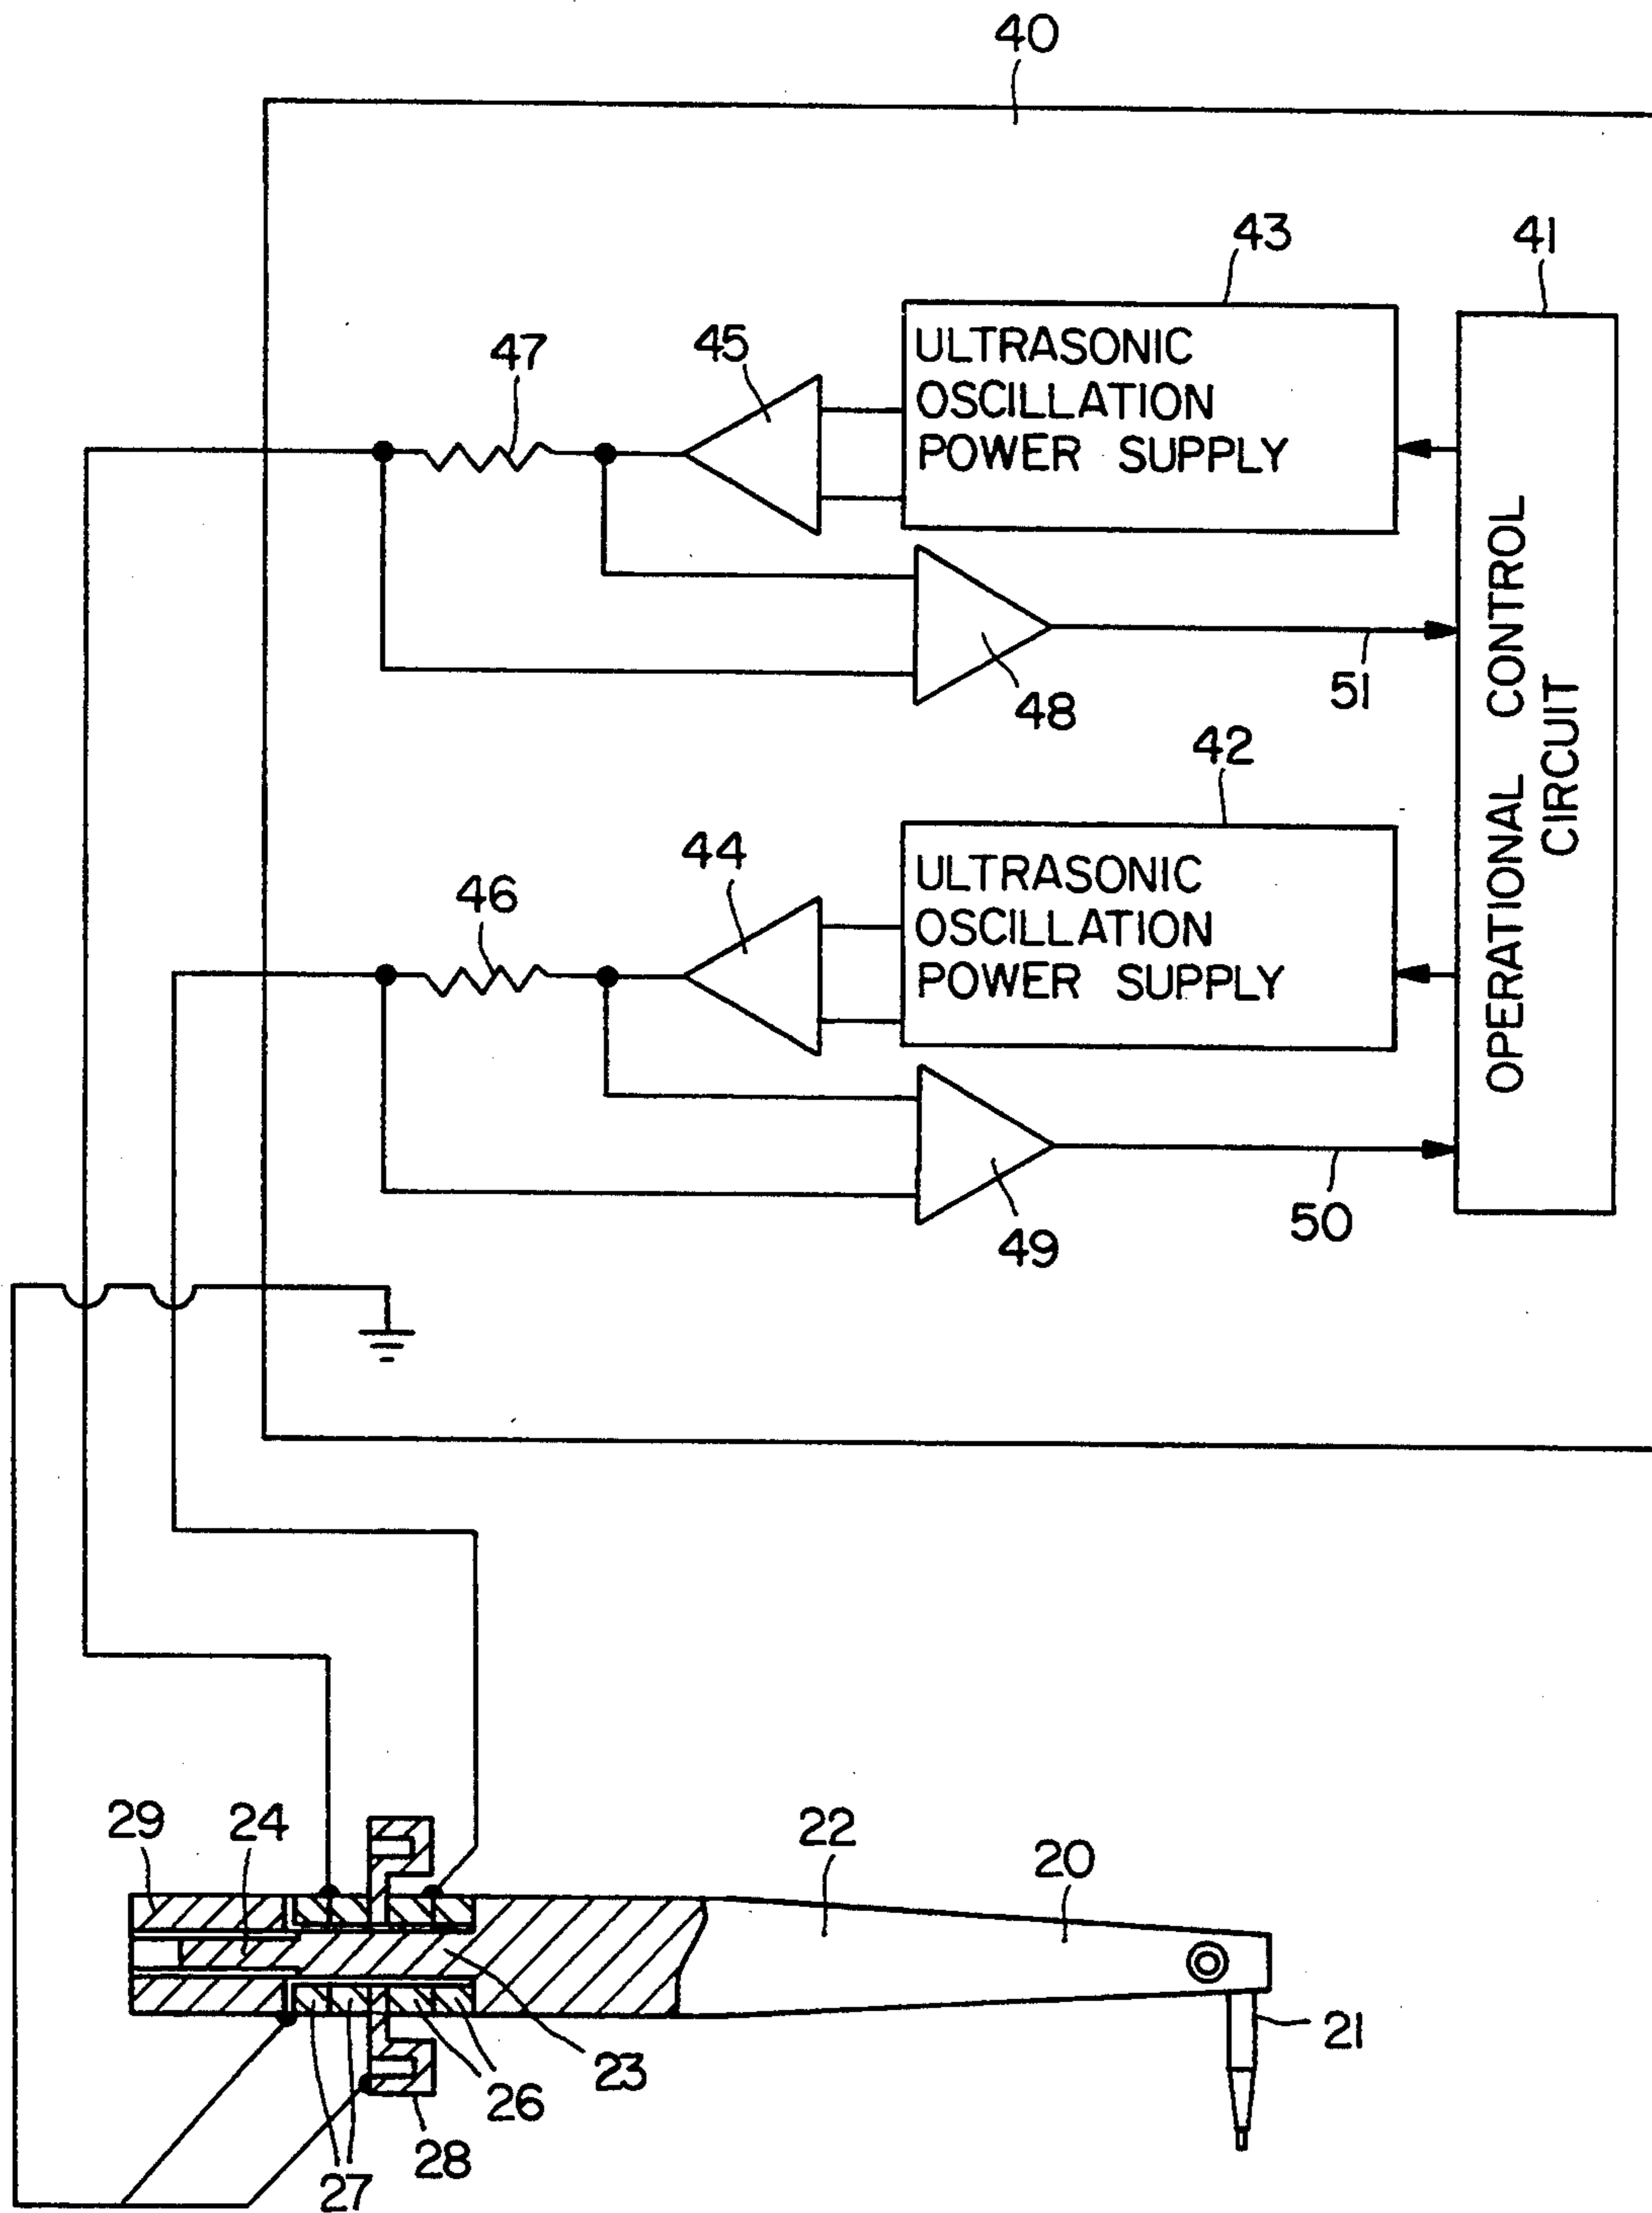 40
43
41
47
45
ULTRASONIC
OSCILLATION
POWER SUPPLY
OPERATIONAL CONTROL
CIRCUIT
48
51
42
46
44
ULTRASONIC
OSCILLATION
POWER SUPPLY
49
50
29
24
22
20
21
23
26
28
27